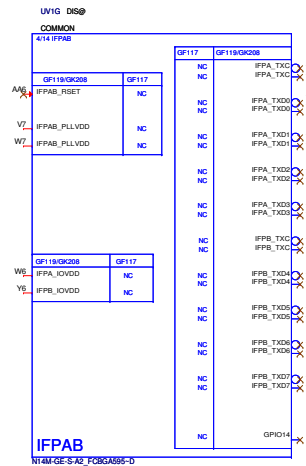 UV1G DIS@
COMMON
4/14 IFPAB
GF117 GF119/GK208
NC IFPA_TXC
NC IFPA_TXC
GF119/GK208 GF117
AA6 IFPAB_RSET NC
NC IFPA_TXD0
NC IFPA_TXD0
V7 IFPAB_PLLVDD NC
W7 IFPAB_PLLVDD NC
NC IFPA_TXD1
NC IFPA_TXD1
NC IFPA_TXD2
NC IFPA_TXD2
NC IFPA_TXD3
NC IFPA_TXD3
NC IFPB_TXC
NC IFPB_TXC
GF119/GK208 GF117
W6 IFPA_IOVDD NC
Y6 IFPB_IOVDD NC
NC IFPB_TXD4
NC IFPB_TXD4
NC IFPB_TXD5
NC IFPB_TXD5
NC IFPB_TXD6
NC IFPB_TXD6
NC IFPB_TXD7
NC IFPB_TXD7
NC GPIO14
IFPAB
N14M-GE-S-A2_FCBGA595~D